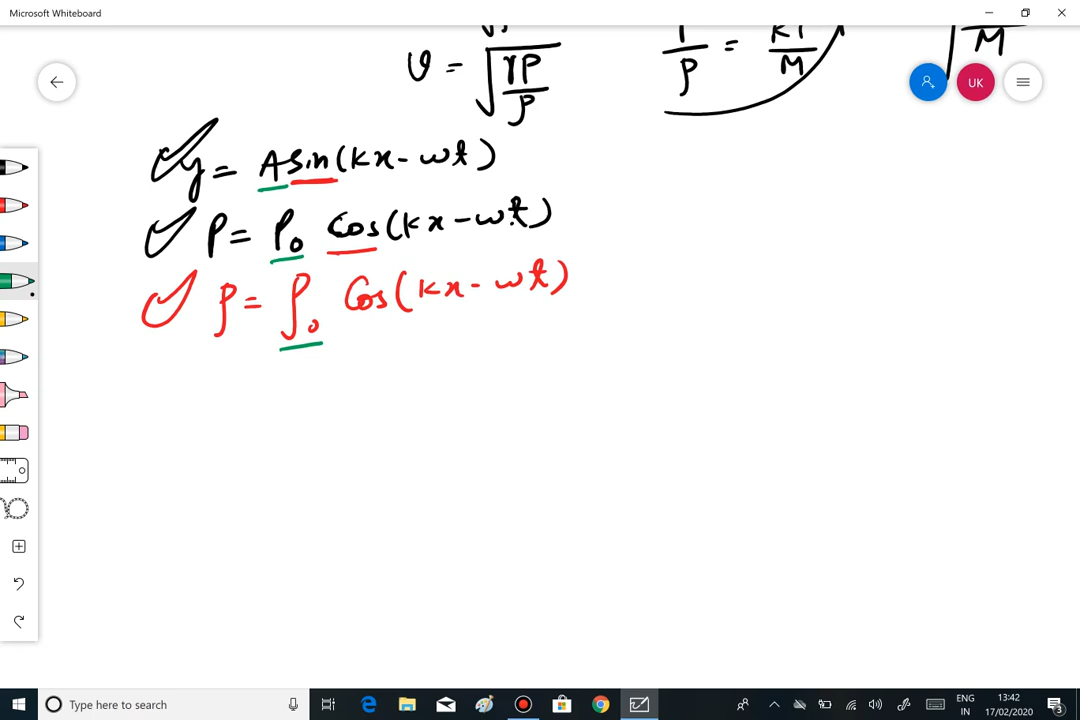 Microsoft Whiteboard
v = √(γP/ρ)
P/ρ = RT/M
M
UK
y = A sin(kx - ωt)
P = P₀ Cos(kx - ωt)
ρ = ρ₀ Cos(kx - ωt)
Type here to search
ENG
IN
13:42
17/02/2020
3